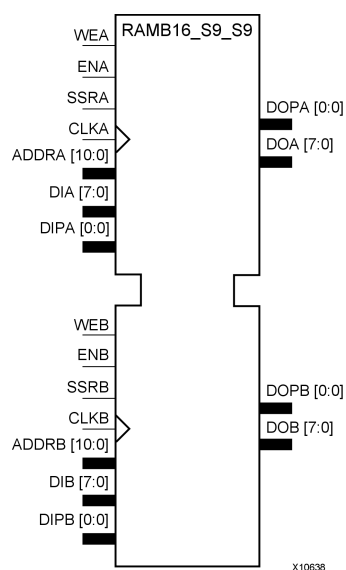 RAMB16_S9_S9
WEA
ENA
SSRA
CLKA
ADDRA [10:0]
DIA [7:0]
DIPA [0:0]
DOPA [0:0]
DOA [7:0]
WEB
ENB
SSRB
CLKB
ADDRB [10:0]
DIB [7:0]
DIPB [0:0]
DOPB [0:0]
DOB [7:0]
X10638